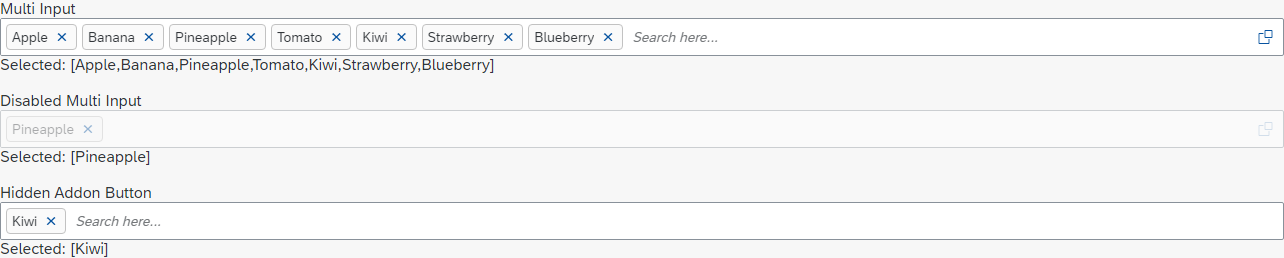 Multi Input
Apple Banana Pineapple Tomato Kiwi Strawberry Blueberry Search here...
Selected: [Apple,Banana,Pineapple,Tomato,Kiwi,Strawberry,Blueberry]
Disabled Multi Input
Pineapple
Selected: [Pineapple]
Hidden Addon Button
Kiwi Search here...
Selected: [Kiwi]